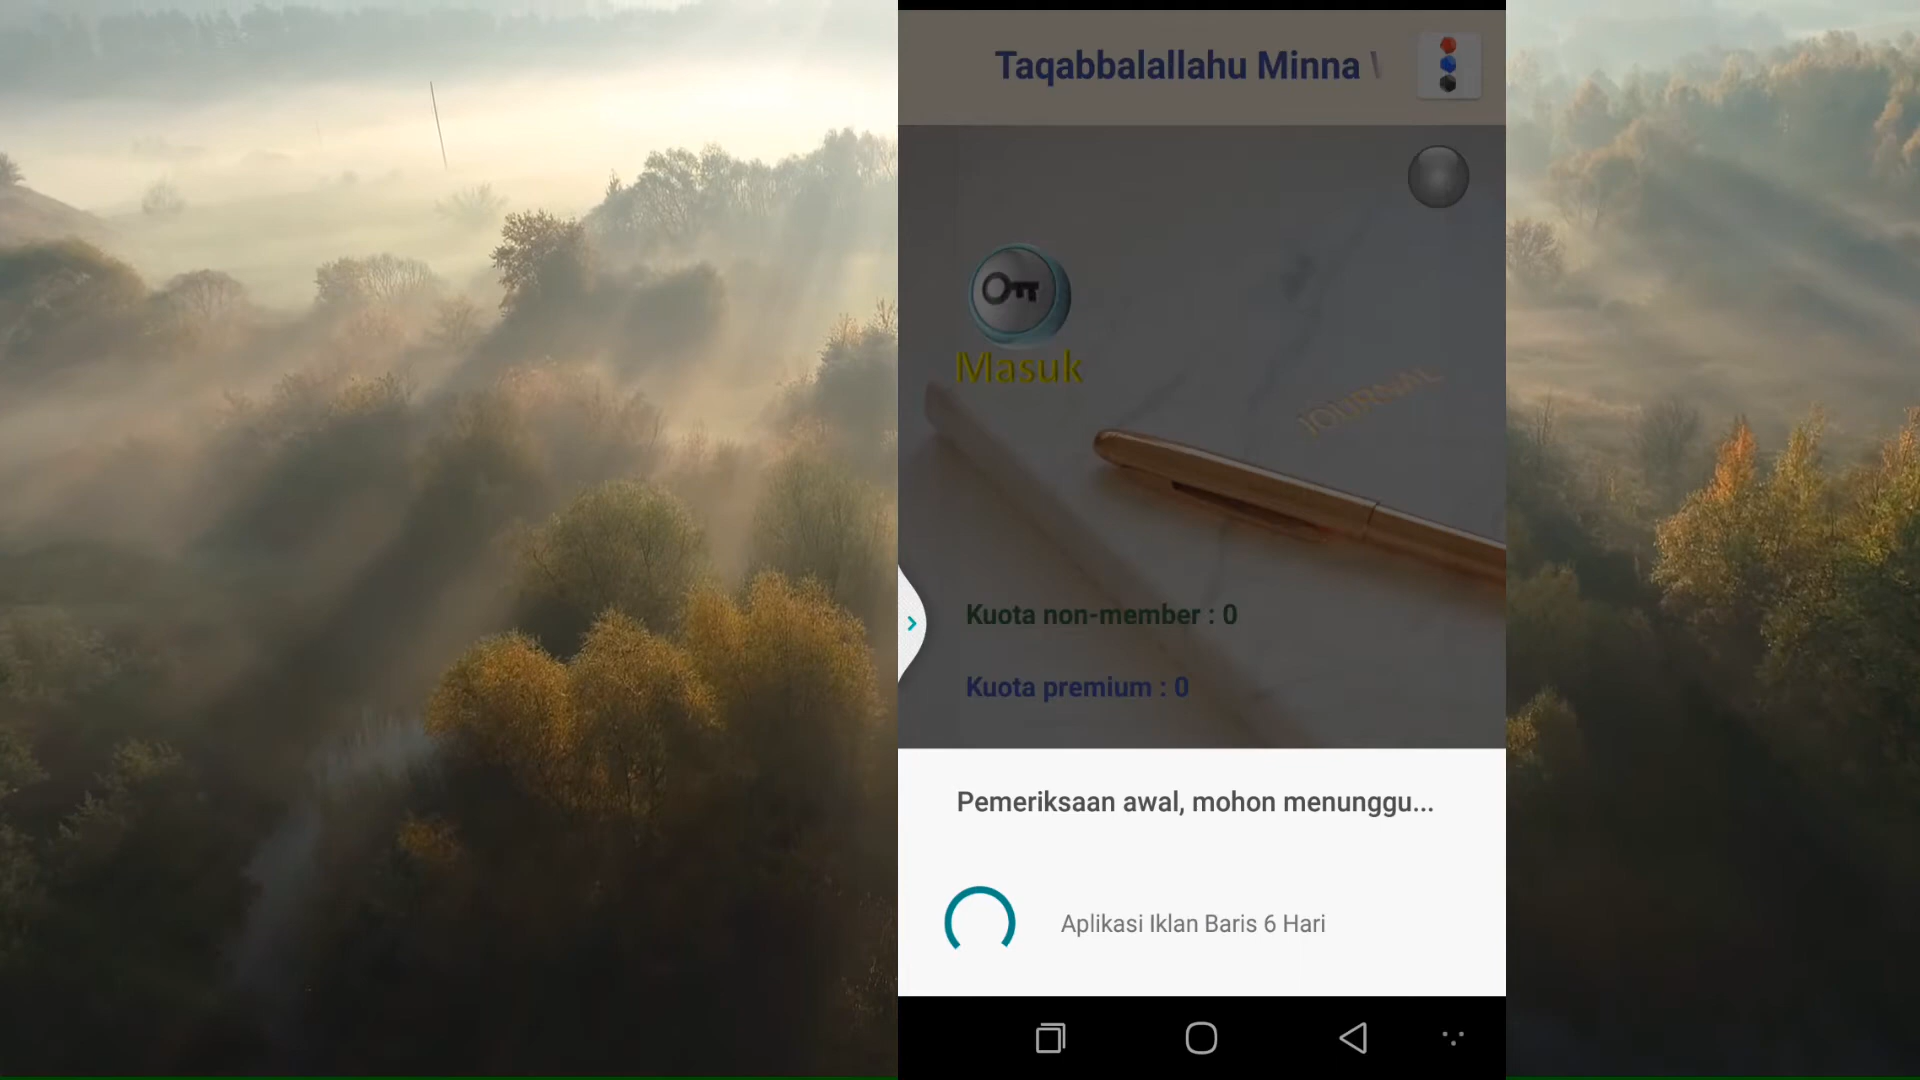 Taqabbalallahu Minna
Masuk
JOURNAL
Kuota non-member : 0
Kuota premium : 0
Pemeriksaan awal, mohon menunggu...
Aplikasi Iklan Baris 6 Hari